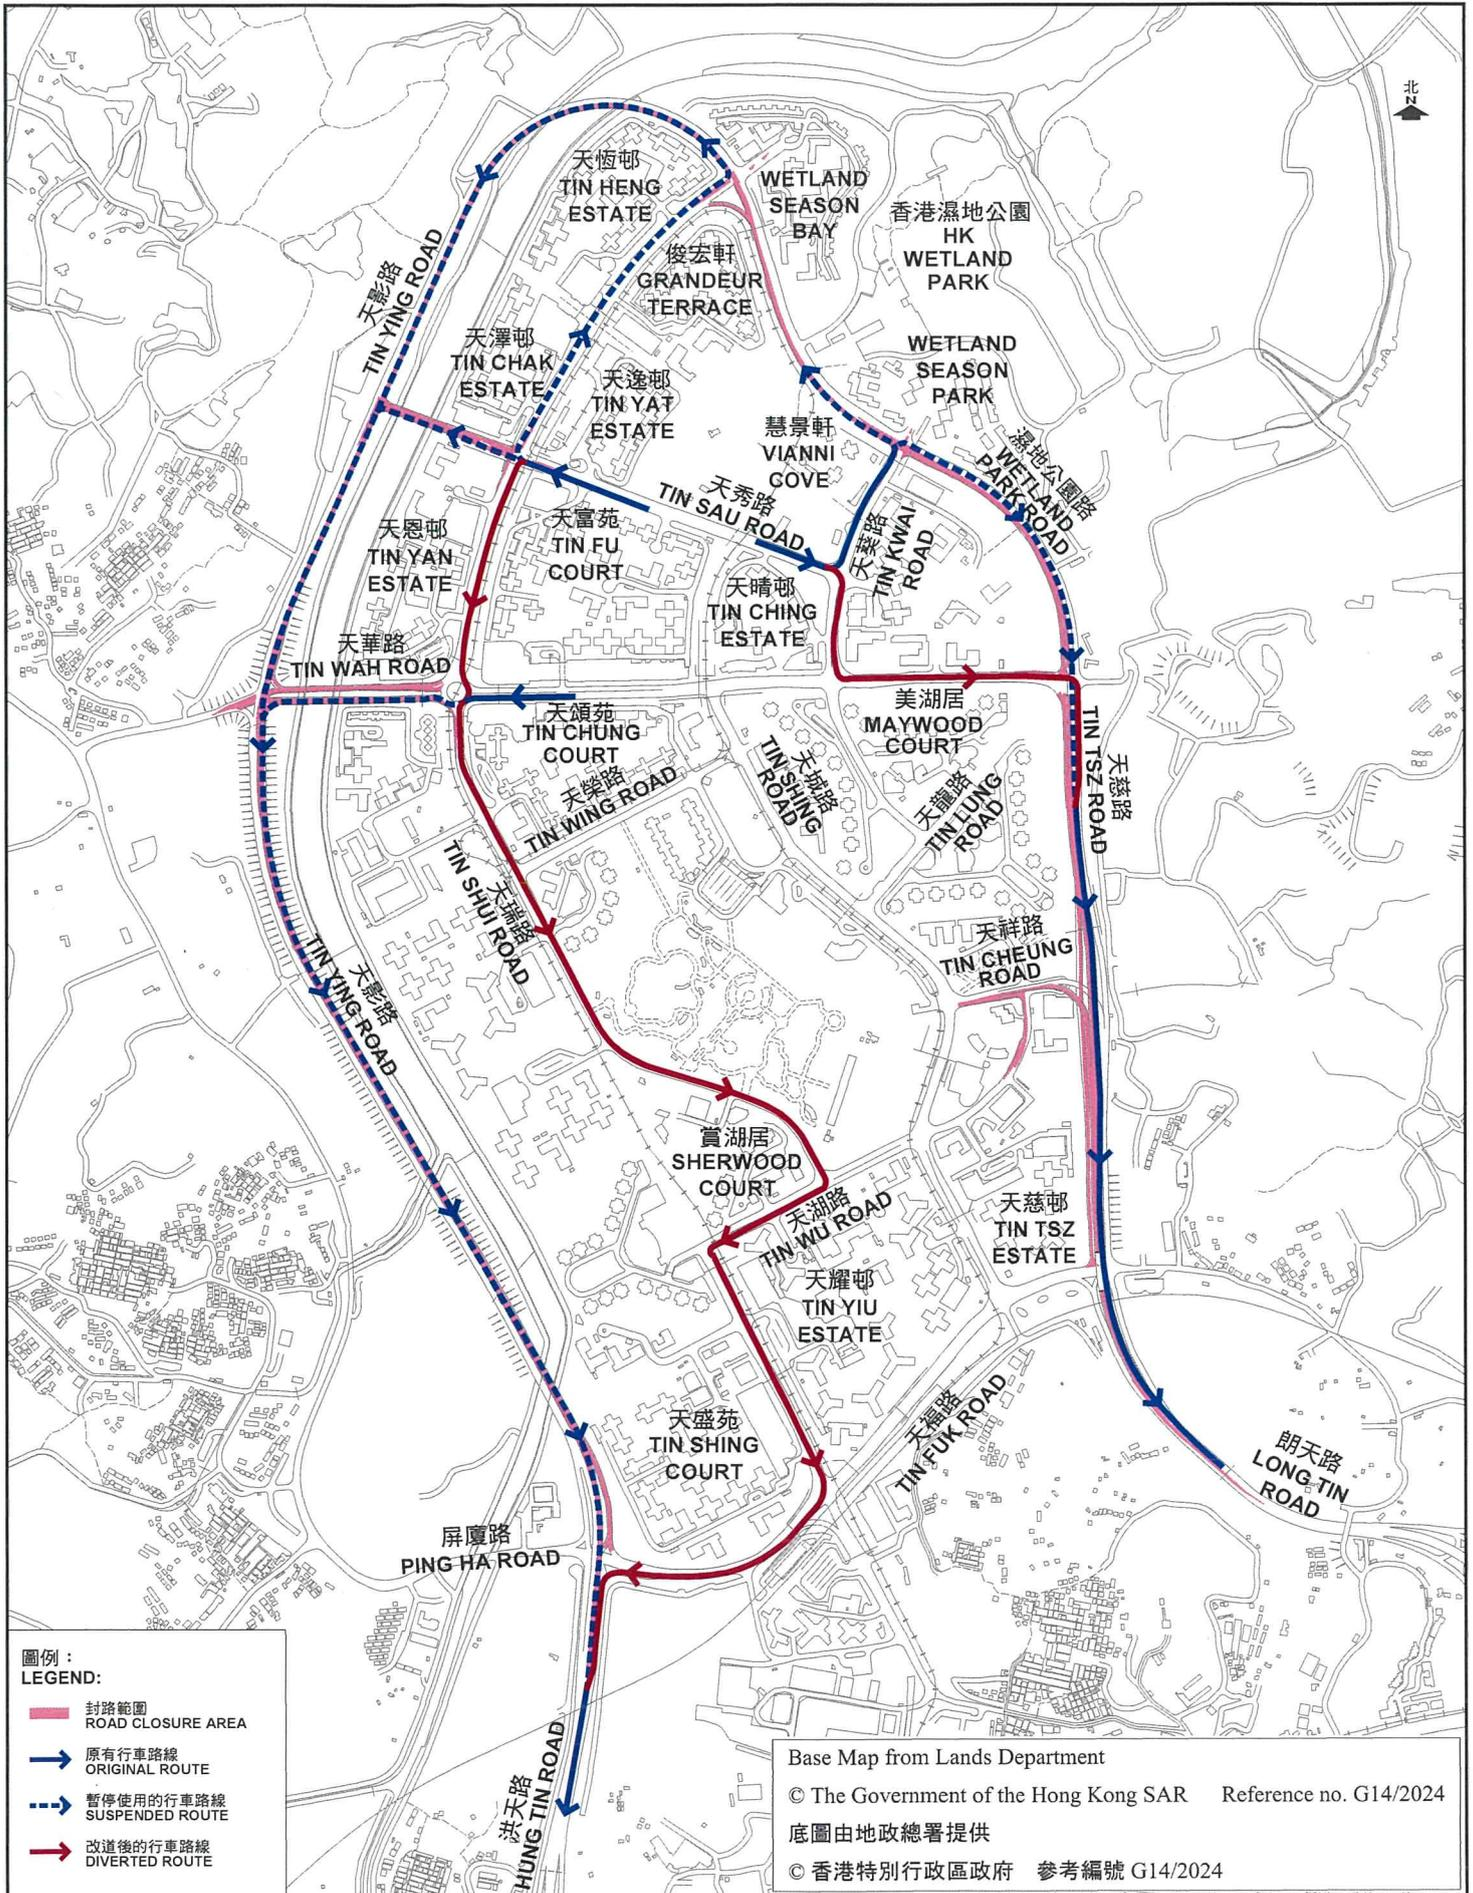 北
N
天恆邨
TIN HENG
ESTATE
WETLAND
SEASON
BAY
香港濕地公園
HK
WETLAND
PARK
俊宏軒
GRANDEUR
TERRACE
天影路
TIN YING ROAD
天澤邨
TIN CHAK
ESTATE
天逸邨
TIN YAT
ESTATE
WETLAND
SEASON
PARK
慧景軒
VIANNI
COVE
濕地公園路
WETLAND
PARK ROAD
天秀路
TIN SAU ROAD
天恩邨
TIN YAN
ESTATE
天富苑
TIN FU
COURT
天葵路
TIN KWAI
ROAD
天晴邨
TIN CHING
ESTATE
天華路
TIN WAH ROAD
天頌苑
TIN CHUNG
COURT
美湖居
MAYWOOD
COURT
天慈路
TIN TSZ ROAD
天榮路
TIN WING ROAD
天城路
TIN SHING
ROAD
天龍路
TIN LUNG
ROAD
天瑞路
TIN SHUI ROAD
天祥路
TIN CHEUNG
ROAD
天影路
TIN YING ROAD
賞湖居
SHERWOOD
COURT
天湖路
TIN WU ROAD
天慈邨
TIN TSZ
ESTATE
天耀邨
TIN YIU
ESTATE
天盛苑
TIN SHING
COURT
天福路
TIN FUK ROAD
朗天路
LONG TIN
ROAD
屏廈路
PING HA ROAD
洪天路
HUNG TIN ROAD
圖例：
LEGEND:
封路範圍
ROAD CLOSURE AREA
原有行車路線
ORIGINAL ROUTE
暫停使用的行車路線
SUSPENDED ROUTE
改道後的行車路線
DIVERTED ROUTE
Base Map from Lands Department
© The Government of the Hong Kong SAR Reference no. G14/2024
底圖由地政總署提供
© 香港特別行政區政府 參考編號 G14/2024